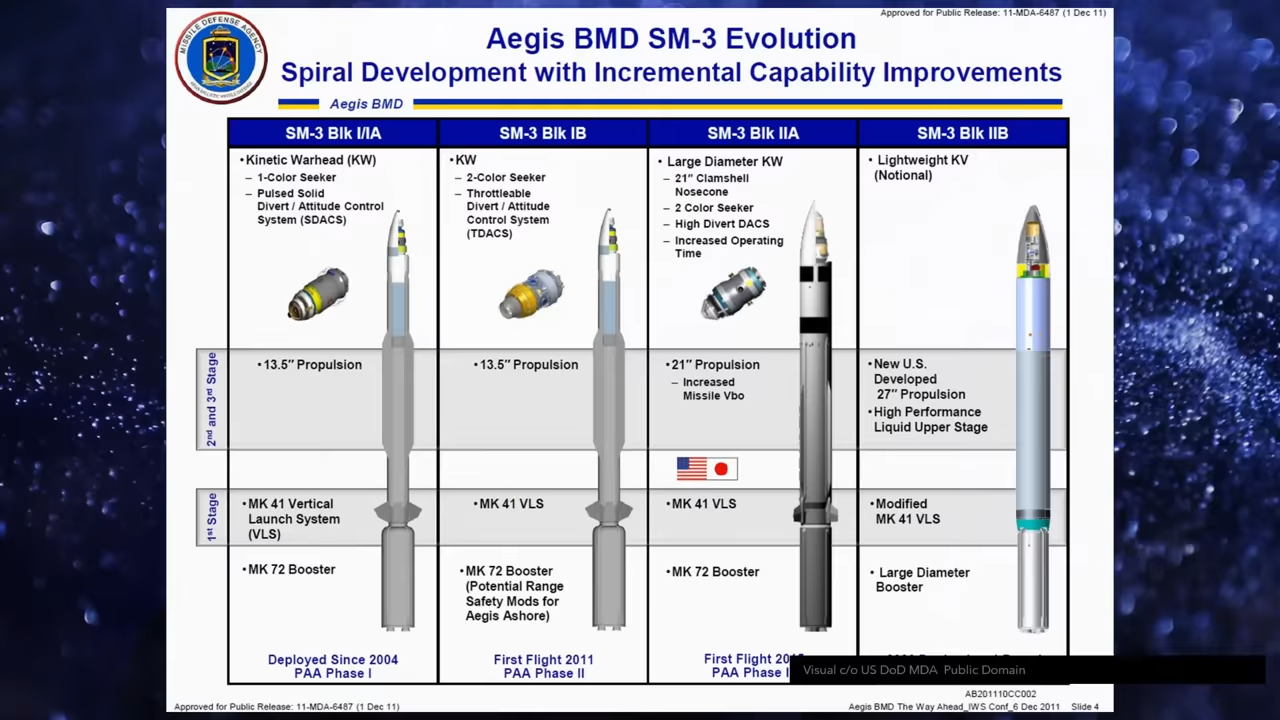 Approved for Public Release: 11-MDA-6487 (1 Dec 11)
MISSILE DEFENSE AGENCY
Aegis BMD SM-3 Evolution
Spiral Development with Incremental Capability Improvements
Aegis BMD
SM-3 Blk I/IA
•Kinetic Warhead (KW)
– 1-Color Seeker
– Pulsed Solid
Divert / Attitude Control
System (SDACS)
SM-3 Blk IB
•KW
– 2-Color Seeker
– Throttleable
Divert / Attitude
Control System
(TDACS)
SM-3 Blk IIA
• Large Diameter KW
– 21″ Clamshell
Nosecone
– 2 Color Seeker
– High Divert DACS
– Increased Operating
Time
SM-3 Blk IIB
• Lightweight KV
(Notional)
2nd and 3rd Stage
•13.5″ Propulsion
•13.5″ Propulsion
•21″ Propulsion
– Increased
Missile Vbo
•New U.S.
Developed
27″ Propulsion
•High Performance
Liquid Upper Stage
1st Stage
•MK 41 Vertical
Launch System
(VLS)
•MK 41 VLS
•MK 41 VLS
•Modified
MK 41 VLS
•MK 72 Booster
•MK 72 Booster
(Potential Range
Safety Mods for
Aegis Ashore)
•MK 72 Booster
• Large Diameter
Booster
Deployed Since 2004
PAA Phase I
First Flight 2011
PAA Phase II
First Flight
PAA Phase
Visual c/o US DoD MDA Public Domain
AB201110CC002
Approved for Public Release: 11-MDA-6487 (1 Dec 11)
Aegis BMD The Way Ahead_IWS Conf_6 Dec 2011 Slide 4